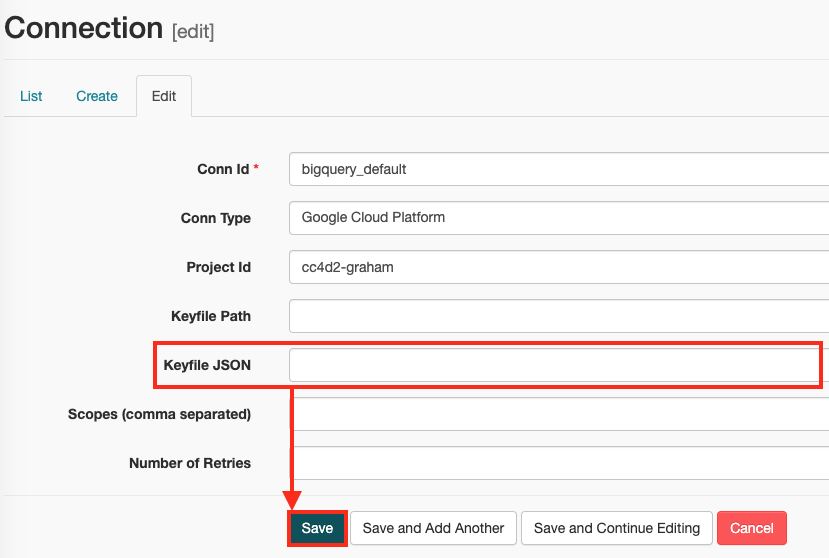 Connection [edit]
List Create Edit
Conn Id * bigquery_default
Conn Type Google Cloud Platform
Project Id cc4d2-graham
Keyfile Path
Keyfile JSON
Scopes (comma separated)
Number of Retries
Save Save and Add Another Save and Continue Editing Cancel